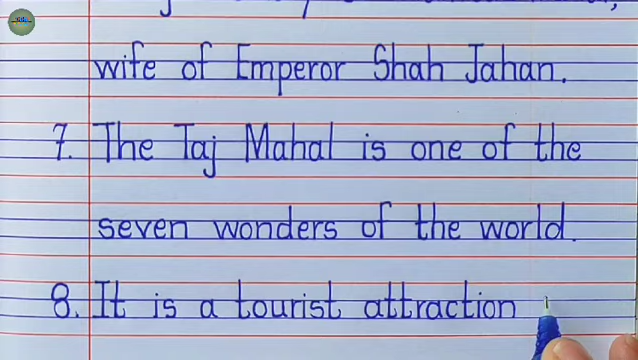 wife of Emperor Shah Jahan.
7. The Taj Mahal is one of the
seven wonders of the world.
8. It is a tourist attraction